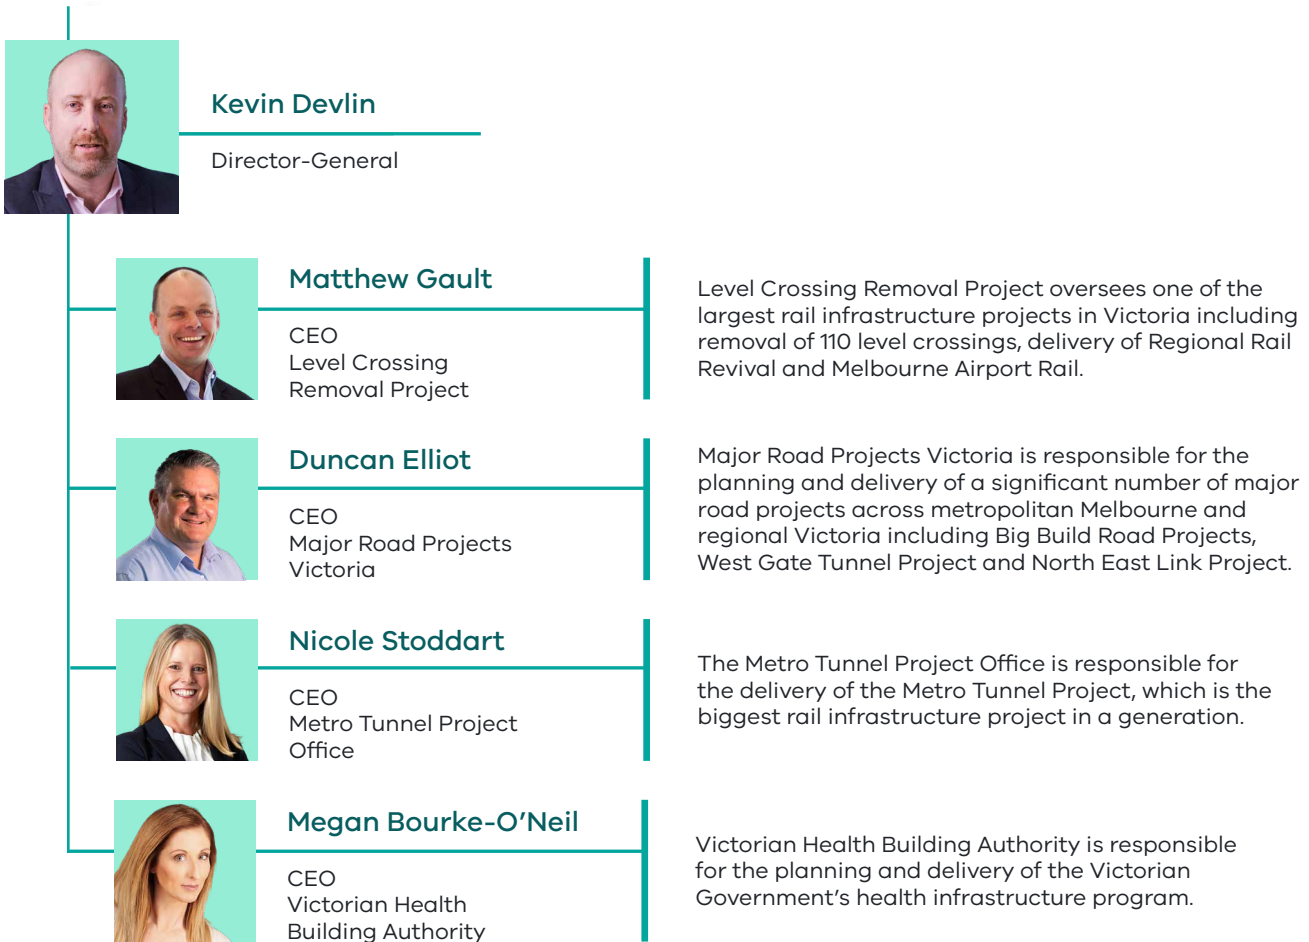 Kevin Devlin
Director-General
Matthew Gault
CEO
Level Crossing
Removal Project
Level Crossing Removal Project oversees one of the
largest rail infrastructure projects in Victoria including
removal of 110 level crossings, delivery of Regional Rail
Revival and Melbourne Airport Rail.
Duncan Elliot
CEO
Major Road Projects
Victoria
Major Road Projects Victoria is responsible for the
planning and delivery of a significant number of major
road projects across metropolitan Melbourne and
regional Victoria including Big Build Road Projects,
West Gate Tunnel Project and North East Link Project.
Nicole Stoddart
CEO
Metro Tunnel Project
Office
The Metro Tunnel Project Office is responsible for
the delivery of the Metro Tunnel Project, which is the
biggest rail infrastructure project in a generation.
Megan Bourke-O’Neil
CEO
Victorian Health
Building Authority
Victorian Health Building Authority is responsible
for the planning and delivery of the Victorian
Government’s health infrastructure program.